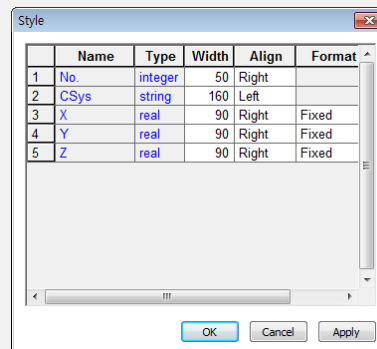 Style
Name Type Width Align Format
1 No. integer 50 Right
2 CSys string 160 Left
3 X real 90 Right Fixed
4 Y real 90 Right Fixed
5 Z real 90 Right Fixed
OK Cancel Apply